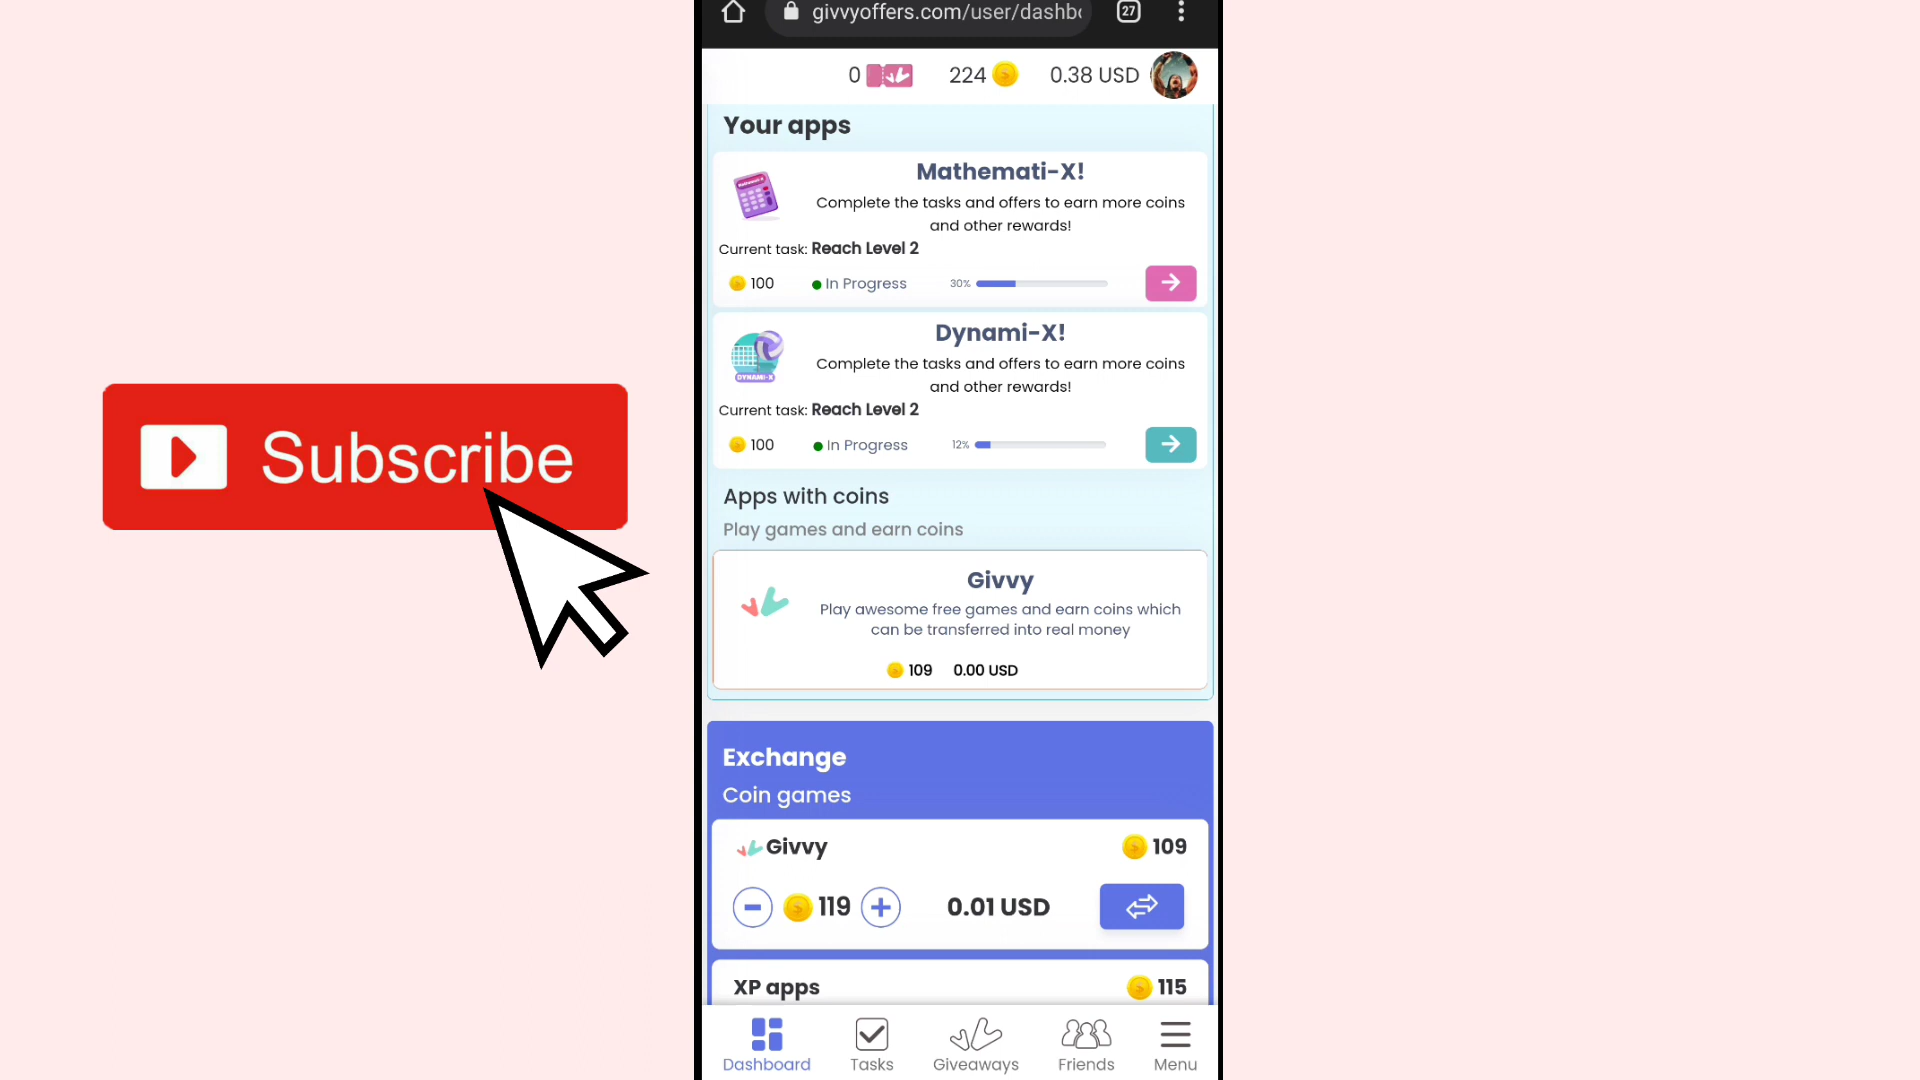 givvyoffers.com/user/dashbo
27
0
224
0.38 USD
Your apps
Mathemati-X!
Complete the tasks and offers to earn more coins
and other rewards!
Current task: Reach Level 2
100
In Progress
30%
DYNAMI-X
Dynami-X!
Complete the tasks and offers to earn more coins
and other rewards!
Current task: Reach Level 2
100
In Progress
12%
Apps with coins
Play games and earn coins
Givvy
Play awesome free games and earn coins which
can be transferred into real money
109 0.00 USD
Exchange
Coin games
Givvy
109
119
0.01 USD
XP apps
115
Dashboard
Tasks
Giveaways
Friends
Menu
Subscribe